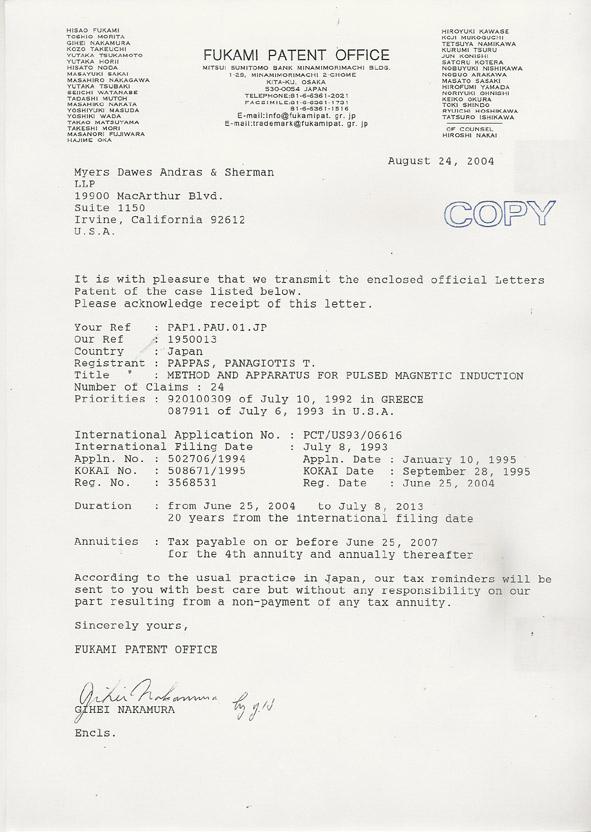 HISAO FUKAMI
TOSHIO MORITA
GIHEI NAKAMURA
KOZO TAKEUCHI
YUTAKA TSUKAMOTO
YUTAKA HORII
HISATO NODA
MASAYUKI SAKAI
MASAHIRO NAKAGAWA
YUTAKA TSUBAKI
SEIICHI WATANABE
TADASHI MUTOH
MASAHIKO NAKATA
YOSHIYUKI MASUDA
YOSHIKI WADA
TAKAO MATSUYAMA
TAKESHI MORI
MASANORI FUJIWARA
HAJIME OKA
FUKAMI PATENT OFFICE
MITSUI SUMITOMO BANK MINAMIMORIMACHI BLDG.
1-29, MINAMIMORIMACHI 2-CHOME
KITA-KU, OSAKA
530-0054 JAPAN
TELEPHONE:81-6-6361-2021
FACSIMILE:81-6-6361-1731
81-6-6361-1516
E-mail:info@fukamipat. gr. jp
E-mail:trademark@fukamipat. gr. jp
HIROYUKI KAWASE
KOJI MUKOGUCHI
TETSUYA NAMIKAWA
KURUMI TSURU
JUN KONISHI
SATORU KOTERA
NOBUYUKI NISHIKAWA
NOBUO ARAKAWA
MASATO SASAKI
HIROFUMI YAMADA
NORIYUKI OHNISHI
KEIKO OKURA
TOKI SHINDO
RYUICHI HOSHIKAWA
TATSURO ISHIKAWA
OF COUNSEL
HIROSHI NAKAI
August 24, 2004
Myers Dawes Andras & Sherman
LLP
19900 MacArthur Blvd.
Suite 1150
Irvine, California 92612
U.S.A.
COPY
It is with pleasure that we transmit the enclosed official Letters
Patent of the case listed below.
Please acknowledge receipt of this letter.
Your Ref : PAP1.PAU.01.JP
Our Ref : 1950013
Country : Japan
Registrant : PAPPAS, PANAGIOTIS T.
Title : METHOD AND APPARATUS FOR PULSED MAGNETIC INDUCTION
Number of Claims : 24
Priorities : 920100309 of July 10, 1992 in GREECE
087911 of July 6, 1993 in U.S.A.
International Application No. : PCT/US93/06616
International Filing Date : July 8, 1993
Appln. No. : 502706/1994 Appln. Date : January 10, 1995
KOKAI No. : 508671/1995 KOKAI Date : September 28, 1995
Reg. No. : 3568531 Reg. Date : June 25, 2004
Duration : from June 25, 2004 to July 8, 2013
20 years from the international filing date
Annuities : Tax payable on or before June 25, 2007
for the 4th annuity and annually thereafter
According to the usual practice in Japan, our tax reminders will be
sent to you with best care but without any responsibility on our
part resulting from a non-payment of any tax annuity.
Sincerely yours,
FUKAMI PATENT OFFICE
Gihei Nakamura
GIHEI NAKAMURA
Encls.